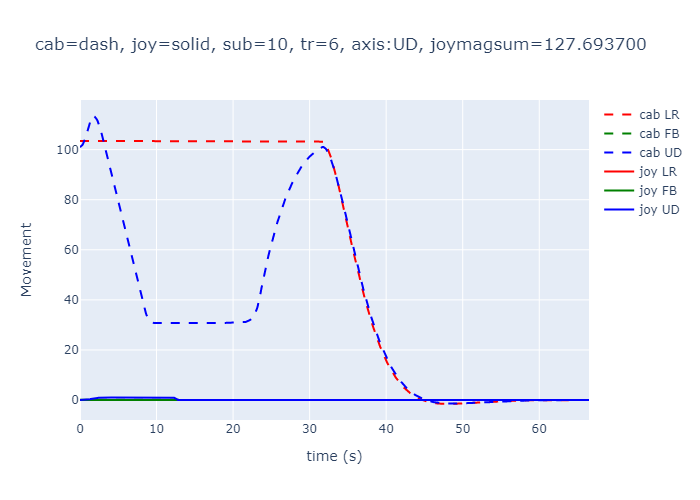 cab=dash, joy=solid, sub=10, tr=6, axis:UD, joymagsum=127.693700
cab LR
cab FB
cab UD
joy LR
joy FB
joy UD
Movement
100
80
60
40
20
0
0 10 20 30 40 50 60
time (s)